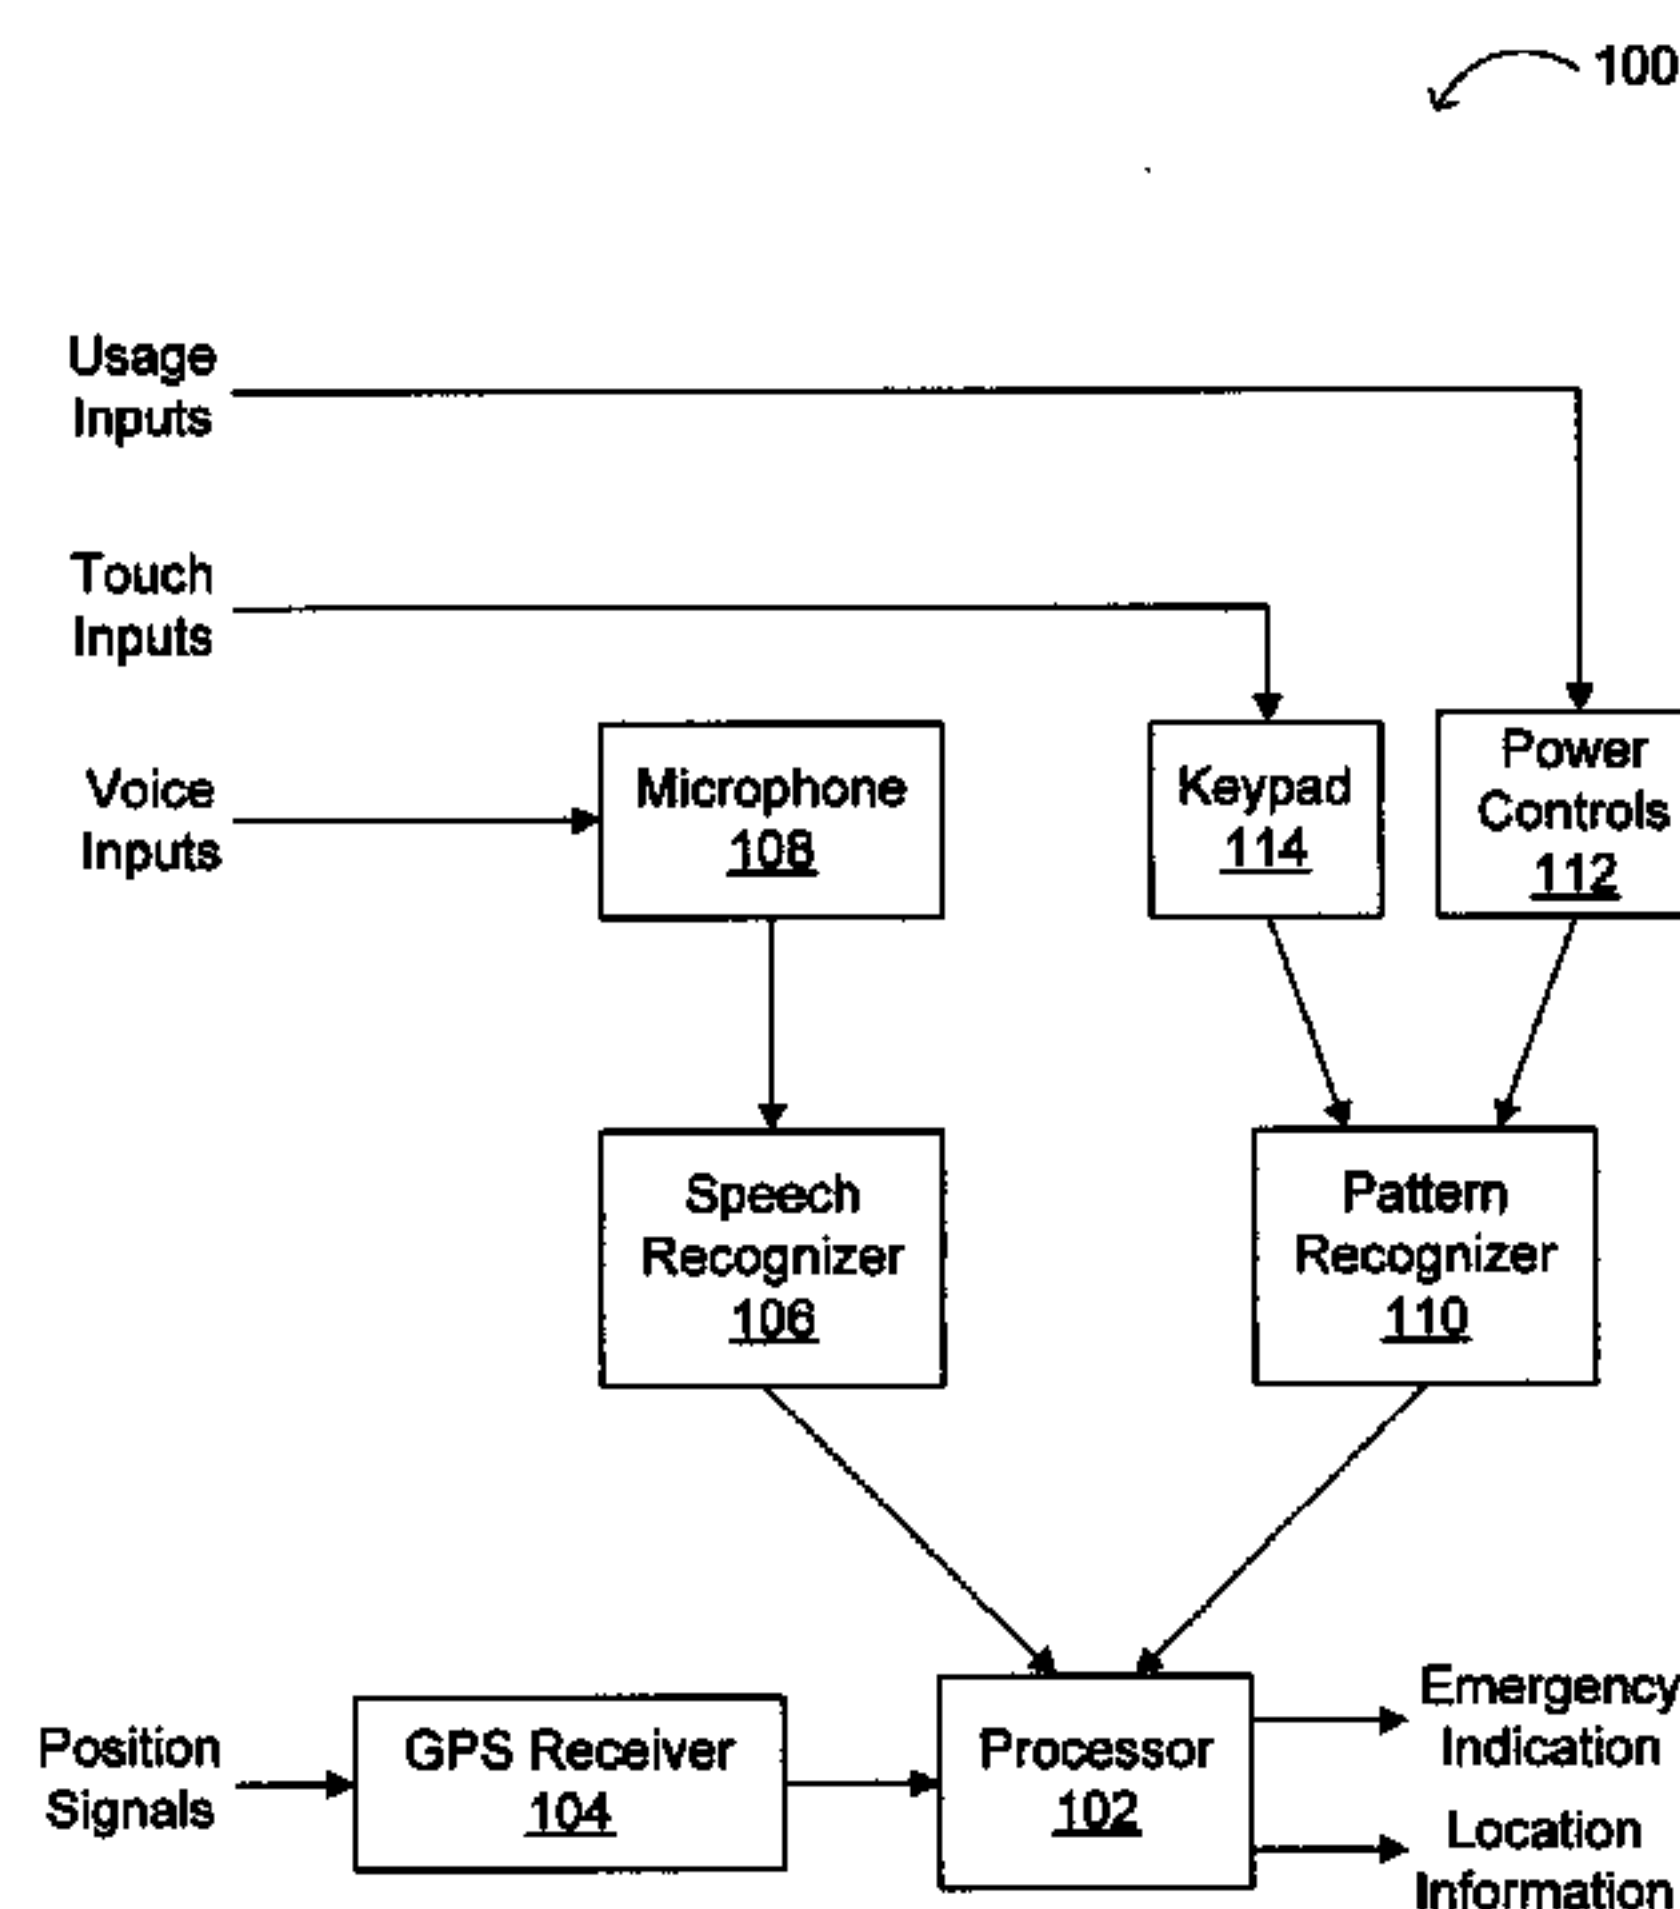 100
Usage
Inputs
Touch
Inputs
Voice
Inputs
Microphone
108
Keypad
114
Power
Controls
112
Speech
Recognizer
106
Pattern
Recognizer
110
Position
Signals
GPS Receiver
104
Processor
102
Emergency
Indication
Location
Information